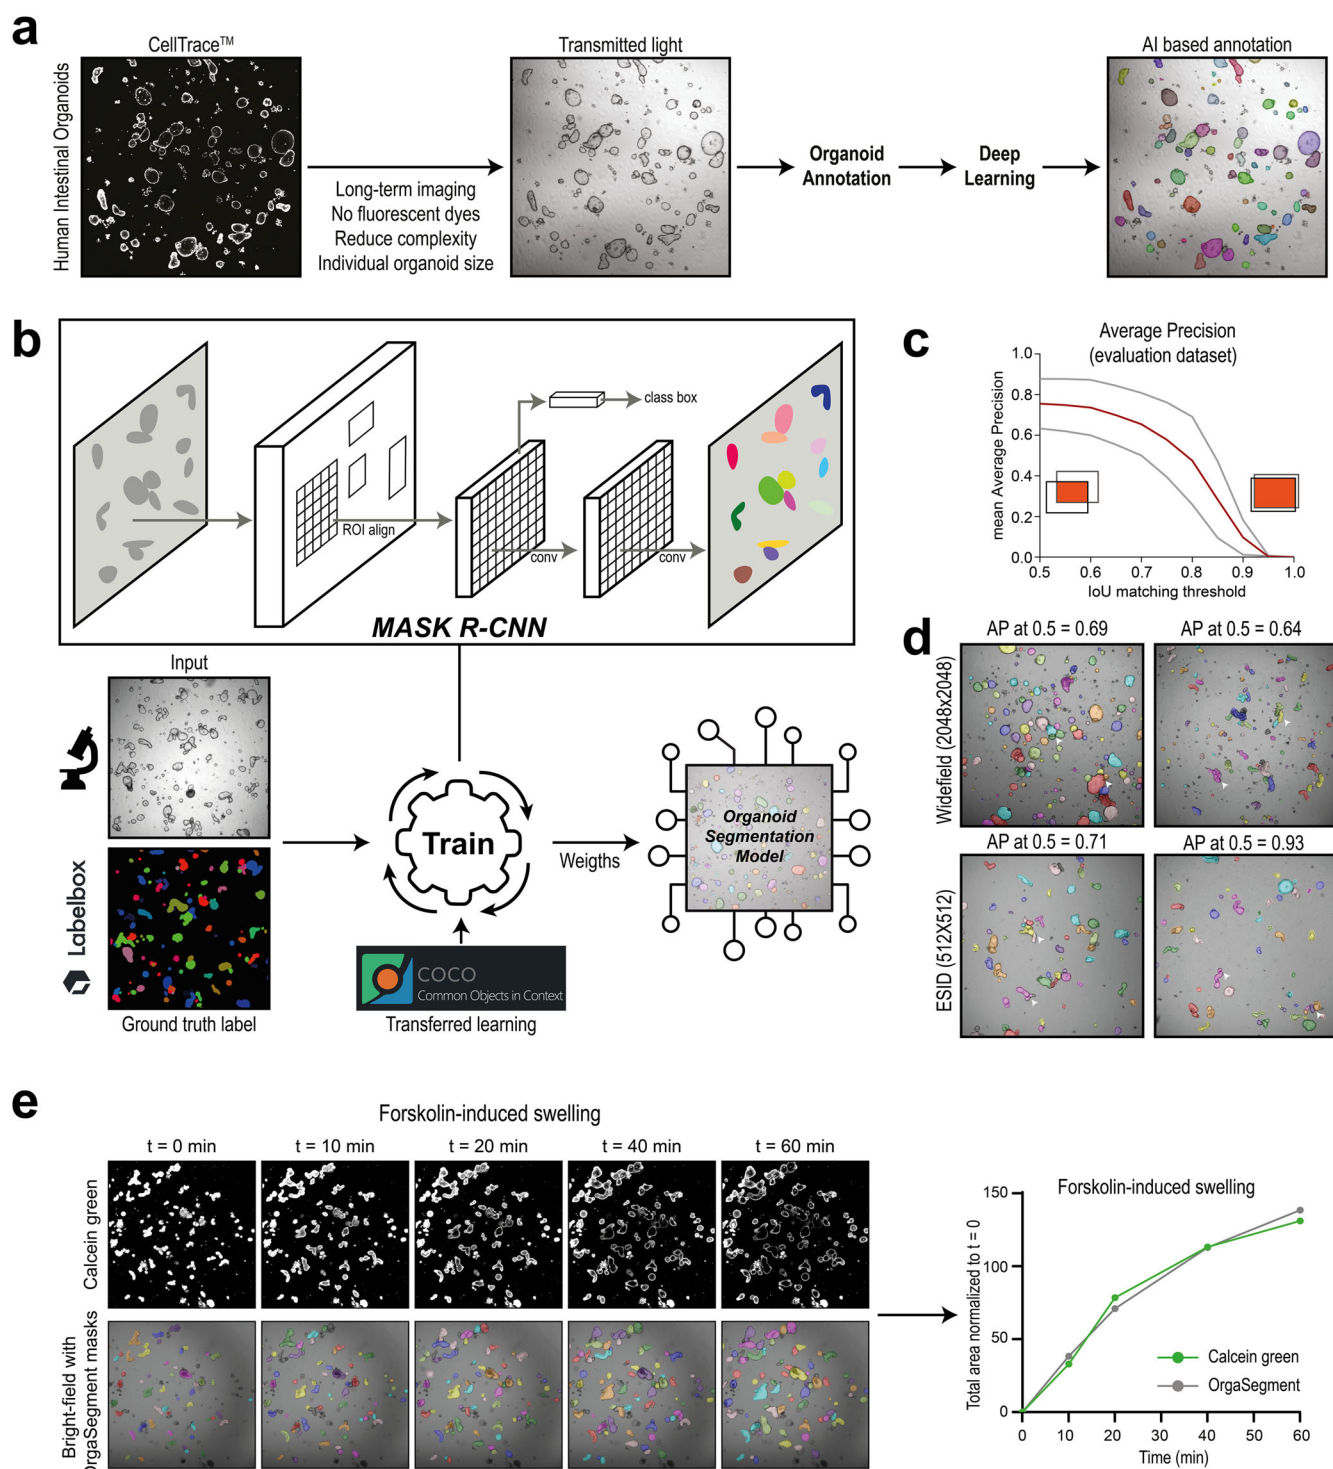 a
CellTrace™
Transmitted light
AI based annotation
Human Intestinal Organoids
Long-term imaging
No fluorescent dyes
Reduce complexity
Individual organoid size
Organoid
Annotation
Deep
Learning
b
class box
ROI align
conv
conv
MASK R-CNN
Input
Labelbox
Ground truth label
Train
COCO
Common Objects in Context
Transferred learning
Weigths
Organoid
Segmentation
Model
c
Average Precision
(evaluation dataset)
mean Average Precision
1.0
0.8
0.6
0.4
0.2
0.0
0.5
0.6
0.7
0.8
0.9
1.0
IoU matching threshold
d
AP at 0.5 = 0.69
AP at 0.5 = 0.64
Widefield (2048x2048)
AP at 0.5 = 0.71
AP at 0.5 = 0.93
ESID (512X512)
e
Forskolin-induced swelling
t = 0 min
t = 10 min
t = 20 min
t = 40 min
t = 60 min
Calcein green
Bright-field with
OrgaSegment masks
Forskolin-induced swelling
Total area normalized to t = 0
150
100
50
0
Calcein green
OrgaSegment
0
10
20
30
40
50
60
Time (min)